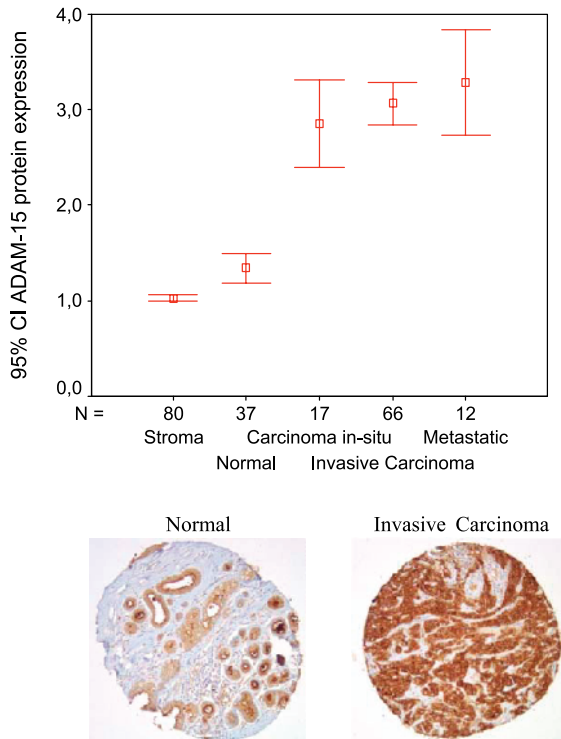 4,0
3,0
2,0
1,0
0,0
95% CI ADAM-15 protein expression
N = 80 37 17 66 12
Stroma Carcinoma in-situ Metastatic
Normal Invasive Carcinoma
Normal Invasive Carcinoma